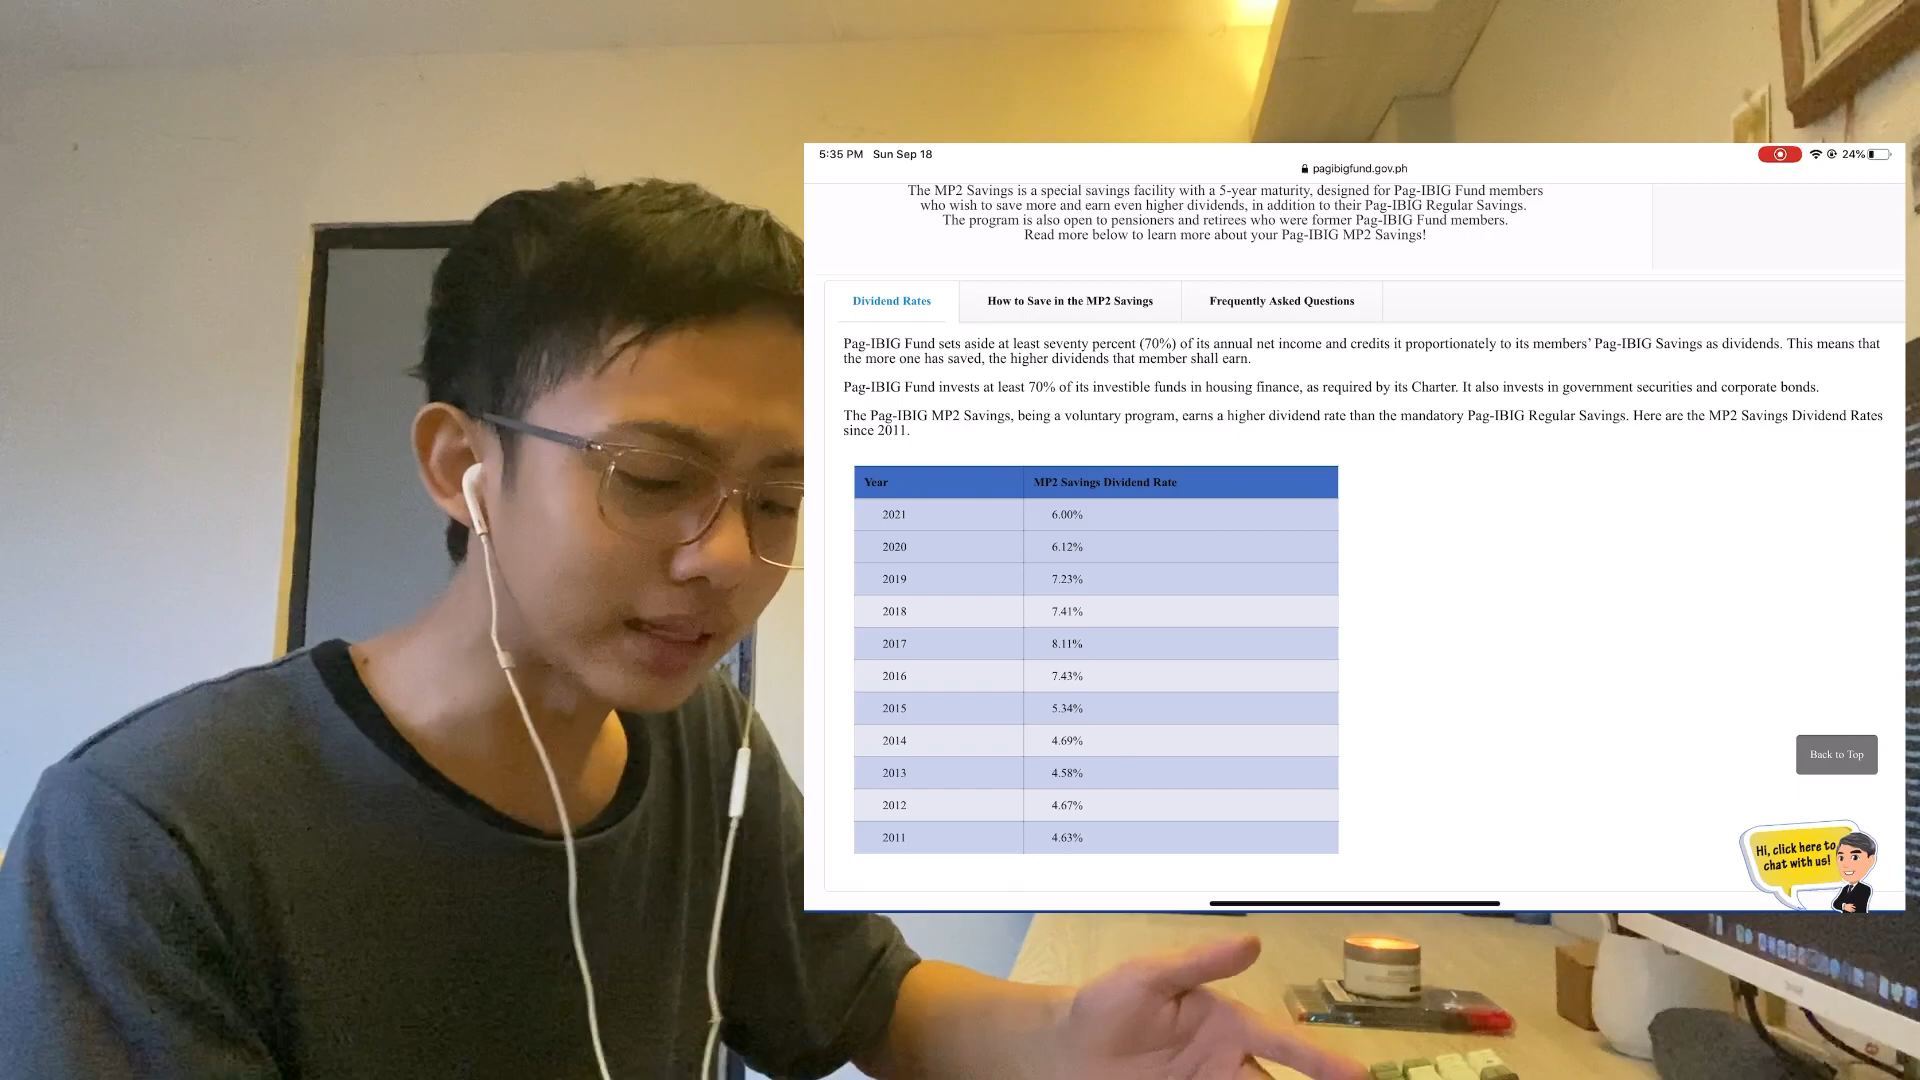 5:35 PM Sun Sep 18
24%
pagibigfund.gov.ph
The MP2 Savings is a special savings facility with a 5-year maturity, designed for Pag-IBIG Fund members
who wish to save more and earn even higher dividends, in addition to their Pag-IBIG Regular Savings.
The program is also open to pensioners and retirees who were former Pag-IBIG Fund members.
Read more below to learn more about your Pag-IBIG MP2 Savings!
Dividend Rates How to Save in the MP2 Savings Frequently Asked Questions
Pag-IBIG Fund sets aside at least seventy percent (70%) of its annual net income and credits it proportionately to its members’ Pag-IBIG Savings as dividends. This means that
the more one has saved, the higher dividends that member shall earn.
Pag-IBIG Fund invests at least 70% of its investible funds in housing finance, as required by its Charter. It also invests in government securities and corporate bonds.
The Pag-IBIG MP2 Savings, being a voluntary program, earns a higher dividend rate than the mandatory Pag-IBIG Regular Savings. Here are the MP2 Savings Dividend Rates
since 2011.
Year MP2 Savings Dividend Rate
2021 6.00%
2020 6.12%
2019 7.23%
2018 7.41%
2017 8.11%
2016 7.43%
2015 5.34%
2014 4.69%
2013 4.58%
2012 4.67%
2011 4.63%
Back to Top
Hi, click here to
chat with us!